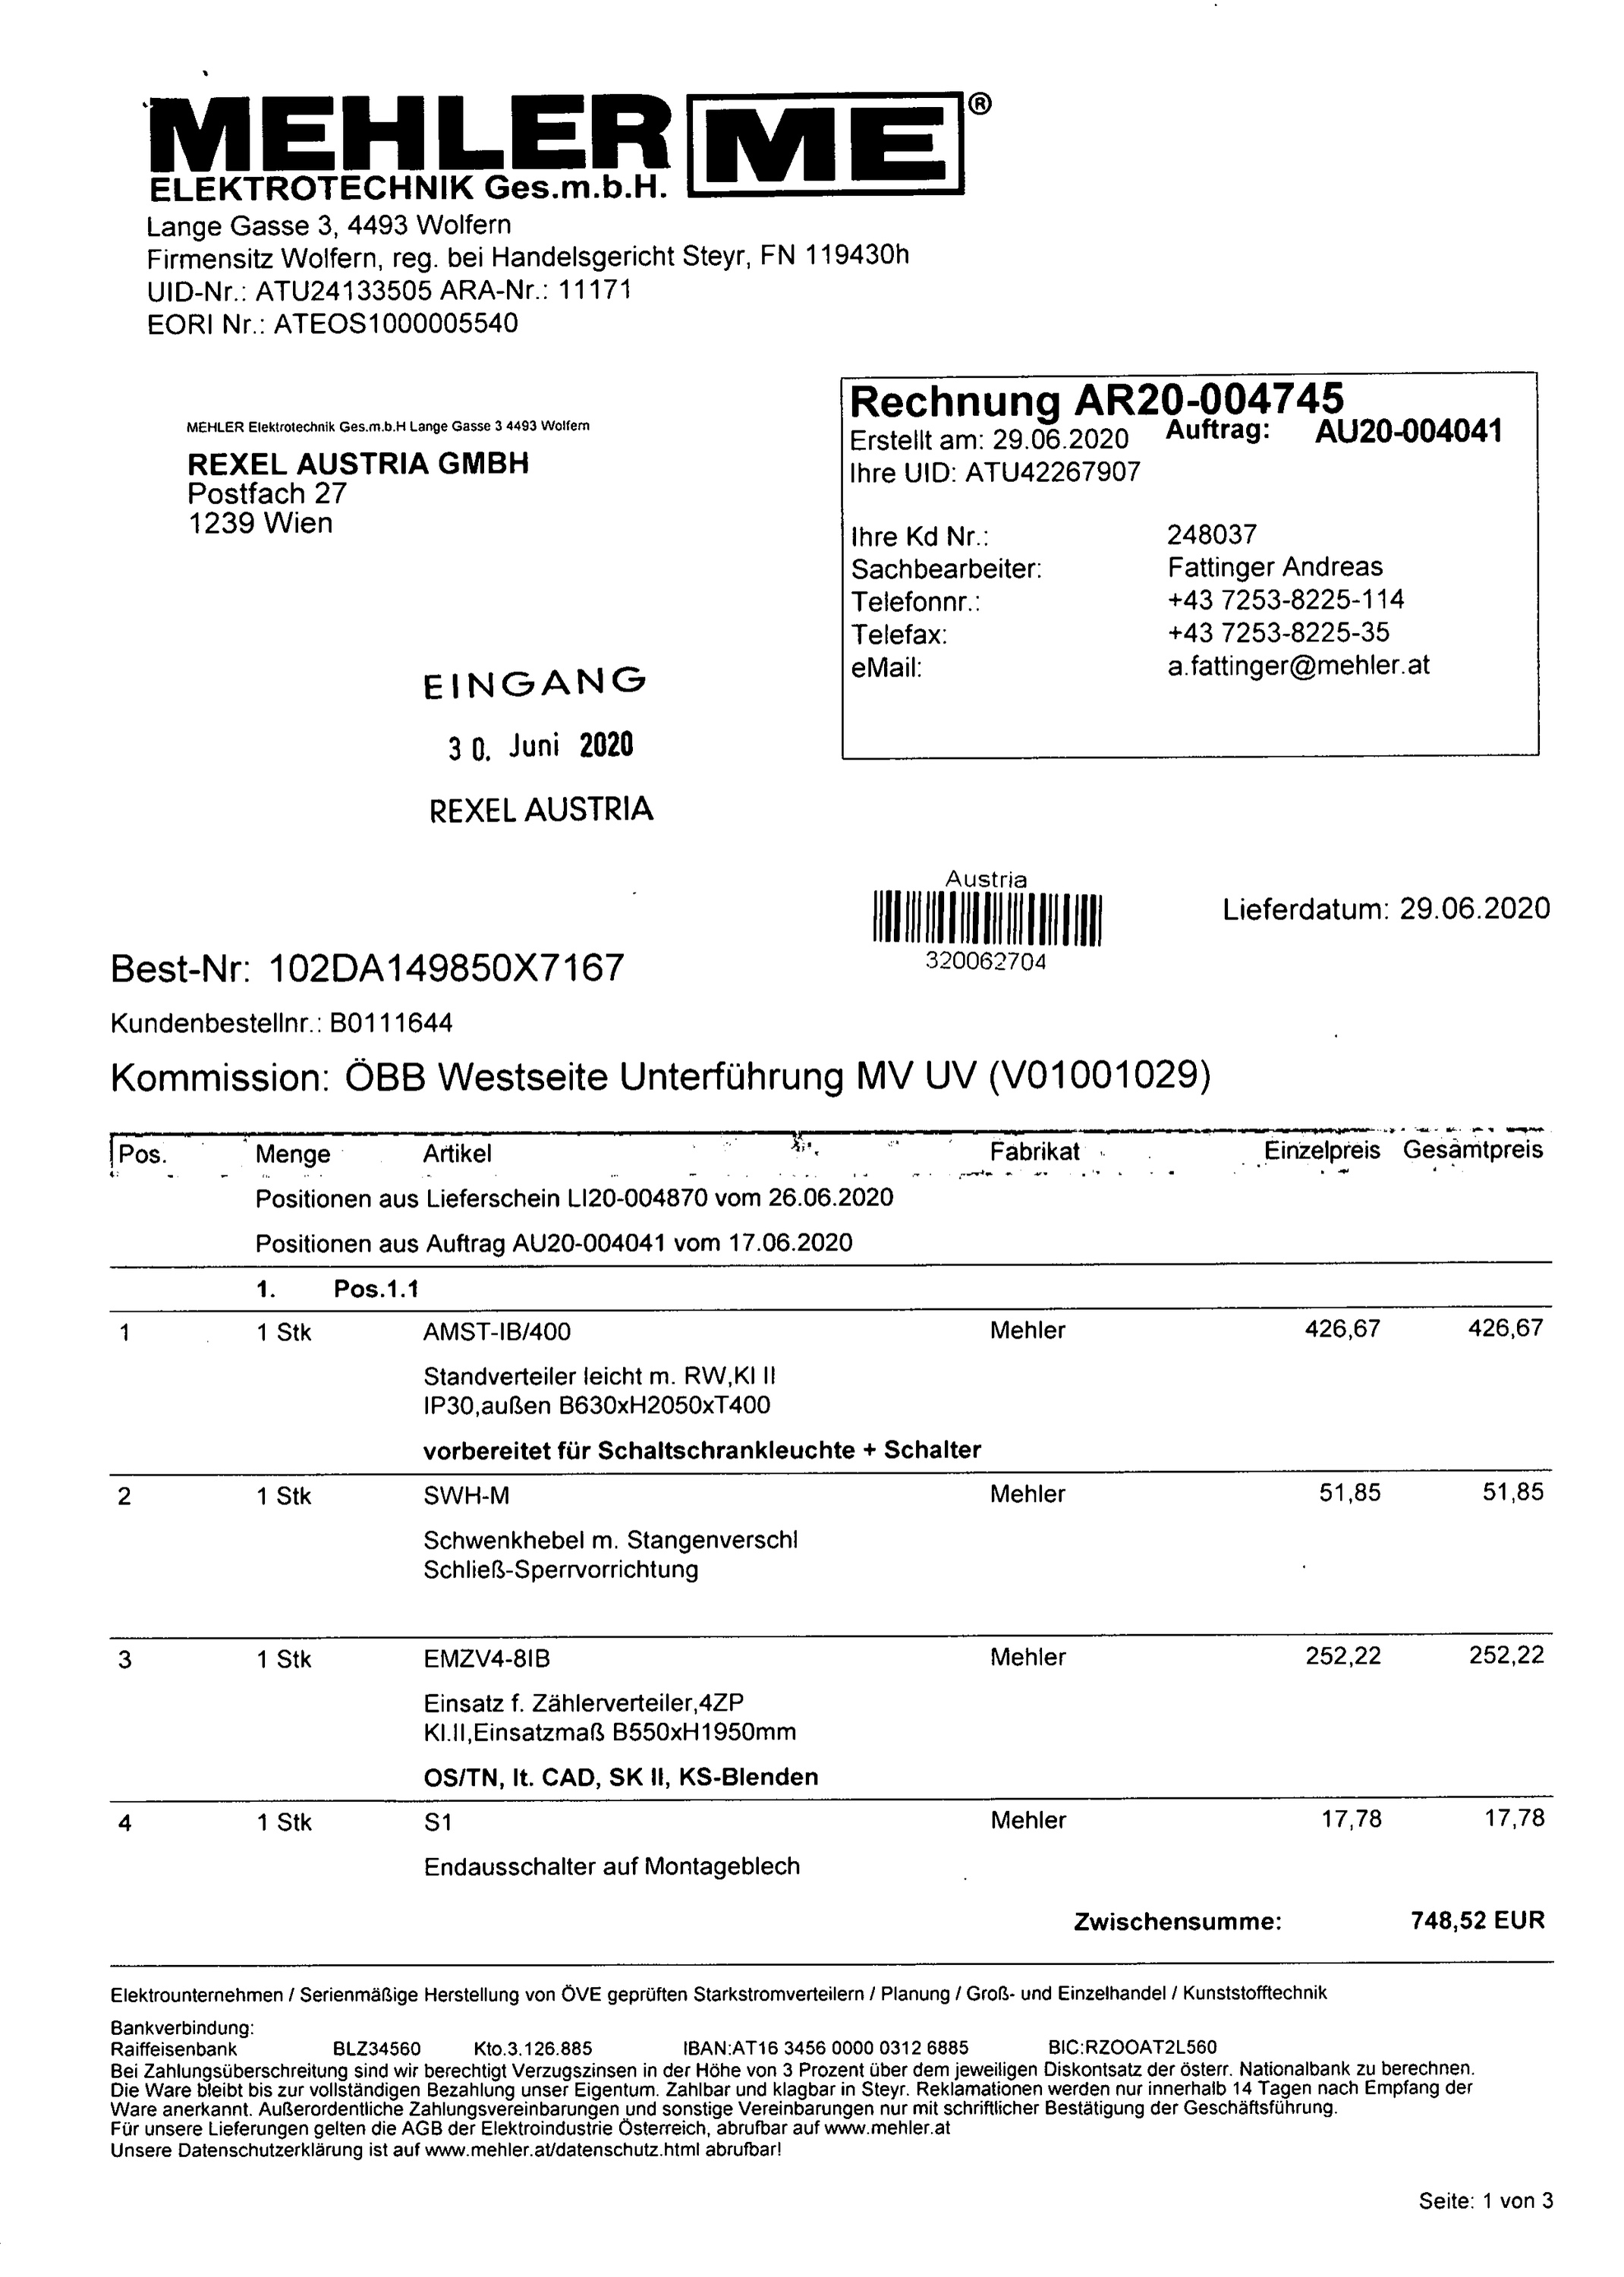 MEHLER ME ®
ELEKTROTECHNIK Ges.m.b.H.
Lange Gasse 3, 4493 Wolfern
Firmensitz Wolfern, reg. bei Handelsgericht Steyr, FN 119430h
UID-Nr.: ATU24133505 ARA-Nr.: 11171
EORI Nr.: ATEOS1000005540
MEHLER Elektrotechnik Ges.m.b.H Lange Gasse 3 4493 Wolfern
REXEL AUSTRIA GMBH
Postfach 27
1239 Wien
Rechnung AR20-004745
Erstellt am: 29.06.2020 Auftrag: AU20-004041
Ihre UID: ATU42267907
Ihre Kd Nr.: 248037
Sachbearbeiter: Fattinger Andreas
Telefonnr.: +43 7253-8225-114
Telefax: +43 7253-8225-35
eMail: a.fattinger@mehler.at
EINGANG
30. Juni 2020
REXEL AUSTRIA
Austria
320062704
Lieferdatum: 29.06.2020
Best-Nr: 102DA149850X7167
Kundenbestellnr.: B0111644
Kommission: ÖBB Westseite Unterführung MV UV (V01001029)
Pos. Menge Artikel Fabrikat Einzelpreis Gesamtpreis
Positionen aus Lieferschein LI20-004870 vom 26.06.2020
Positionen aus Auftrag AU20-004041 vom 17.06.2020
1. Pos.1.1
1 1 Stk AMST-IB/400 Mehler 426,67 426,67
Standverteiler leicht m. RW,Kl II
IP30,außen B630xH2050xT400
vorbereitet für Schaltschrankleuchte + Schalter
2 1 Stk SWH-M Mehler 51,85 51,85
Schwenkhebel m. Stangenverschl
Schließ-Sperrvorrichtung
3 1 Stk EMZV4-8IB Mehler 252,22 252,22
Einsatz f. Zählerverteiler,4ZP
Kl.II,Einsatzmaß B550xH1950mm
OS/TN, lt. CAD, SK II, KS-Blenden
4 1 Stk S1 Mehler 17,78 17,78
Endausschalter auf Montageblech
Zwischensumme: 748,52 EUR
Elektrounternehmen / Serienmäßige Herstellung von ÖVE geprüften Starkstromverteilern / Planung / Groß- und Einzelhandel / Kunststofftechnik
Bankverbindung:
Raiffeisenbank BLZ34560 Kto.3.126.885 IBAN:AT16 3456 0000 0312 6885 BIC:RZOOAT2L560
Bei Zahlungsüberschreitung sind wir berechtigt Verzugszinsen in der Höhe von 3 Prozent über dem jeweiligen Diskontsatz der österr. Nationalbank zu berechnen.
Die Ware bleibt bis zur vollständigen Bezahlung unser Eigentum. Zahlbar und klagbar in Steyr. Reklamationen werden nur innerhalb 14 Tagen nach Empfang der
Ware anerkannt. Außerordentliche Zahlungsvereinbarungen und sonstige Vereinbarungen nur mit schriftlicher Bestätigung der Geschäftsführung.
Für unsere Lieferungen gelten die AGB der Elektroindustrie Österreich, abrufbar auf www.mehler.at
Unsere Datenschutzerklärung ist auf www.mehler.at/datenschutz.html abrufbar!
Seite: 1 von 3